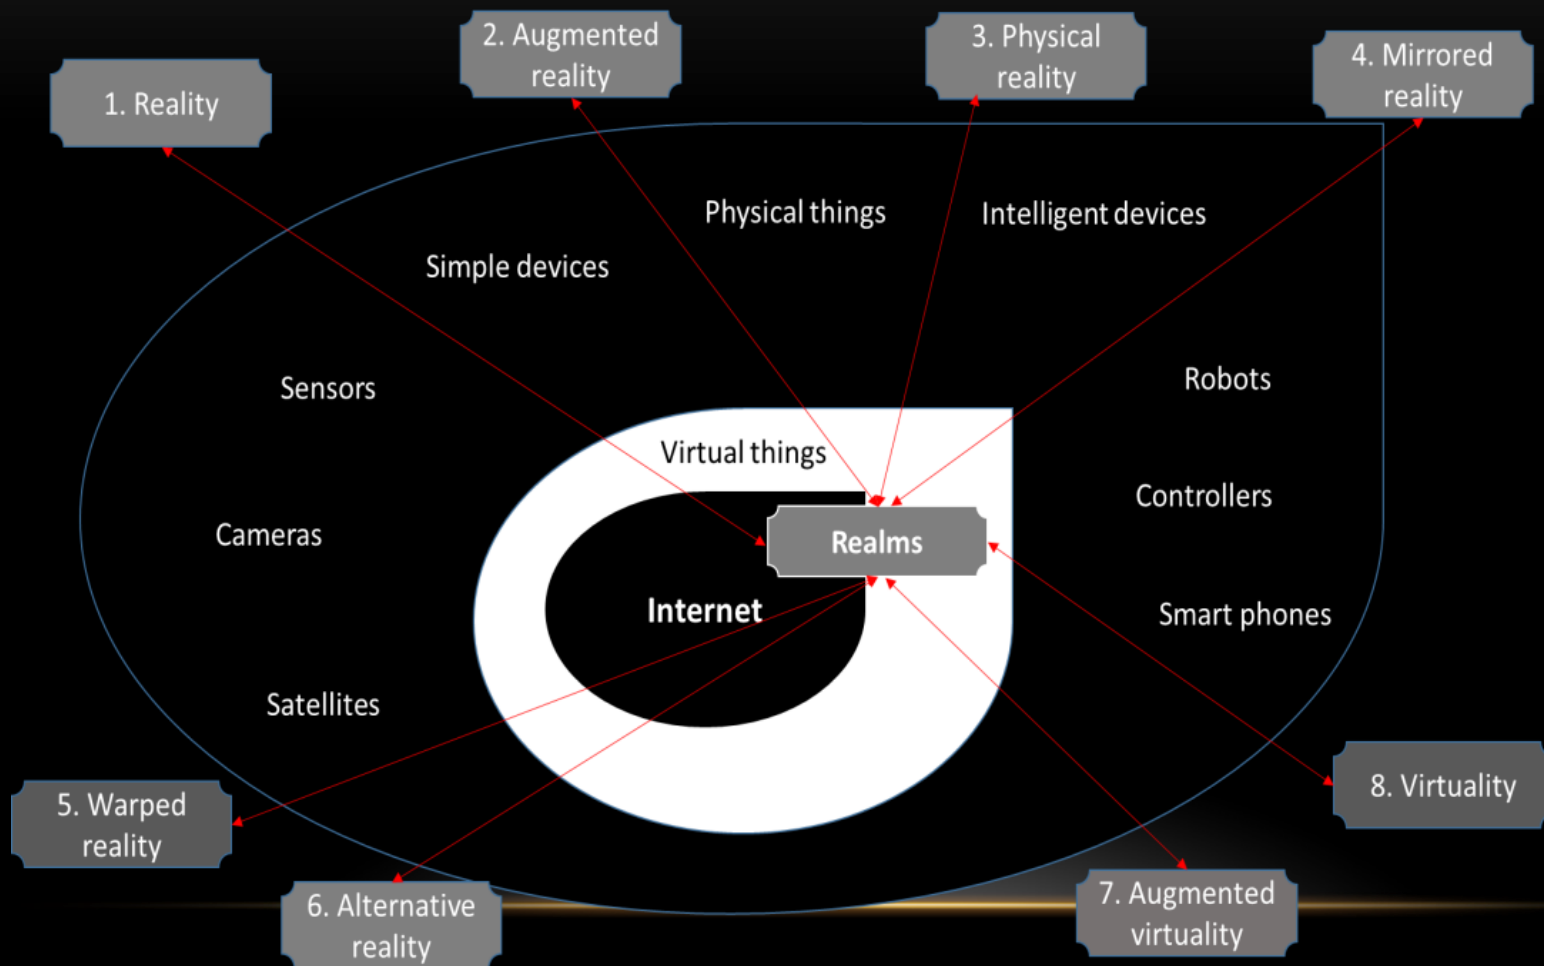 1. Reality
2. Augmented
reality
3. Physical
reality
4. Mirrored
reality
Physical things
Intelligent devices
Simple devices
Sensors
Robots
Virtual things
Controllers
Cameras
Realms
Internet
Smart phones
Satellites
5. Warped
reality
8. Virtuality
6. Alternative
reality
7. Augmented
virtuality